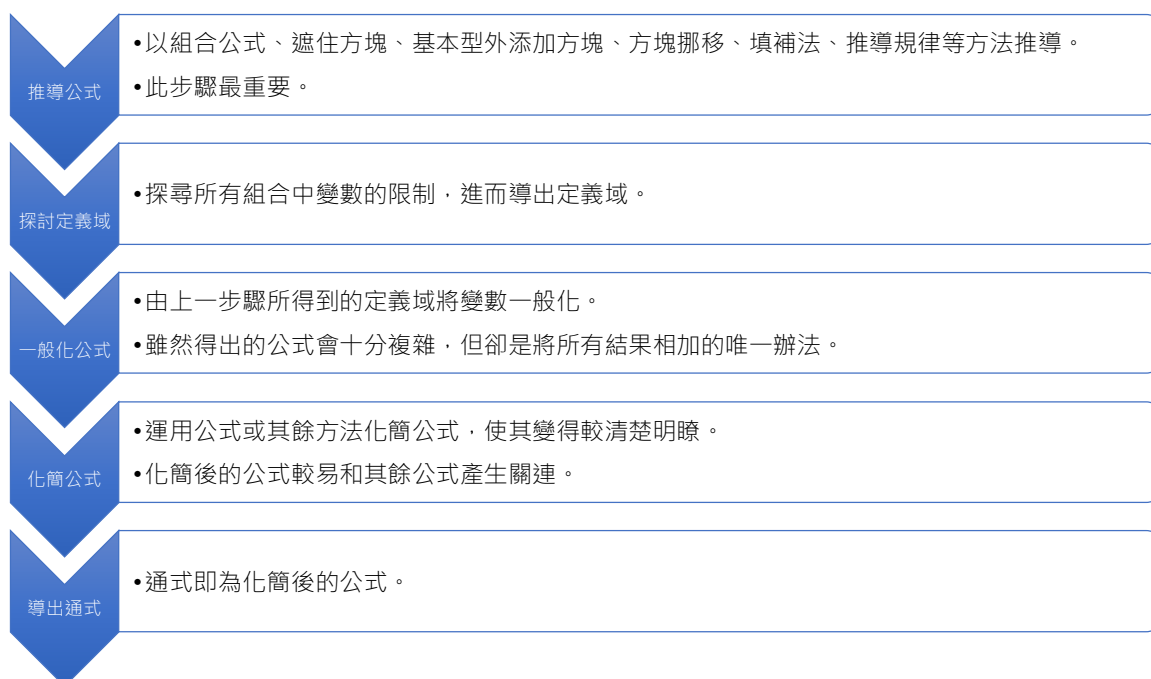 推導公式
•以組合公式、遮住方塊、基本型外添加方塊、方塊挪移、填補法、推導規律等方法推導。
•此步驟最重要。
探討定義域
•探尋所有組合中變數的限制，進而導出定義域。
一般化公式
•由上一步驟所得到的定義域將變數一般化。
•雖然得出的公式會十分複雜，但卻是將所有結果相加的唯一辦法。
化簡公式
•運用公式或其餘方法化簡公式，使其變得較清楚明瞭。
•化簡後的公式較易和其餘公式產生關連。
導出通式
•通式即為化簡後的公式。